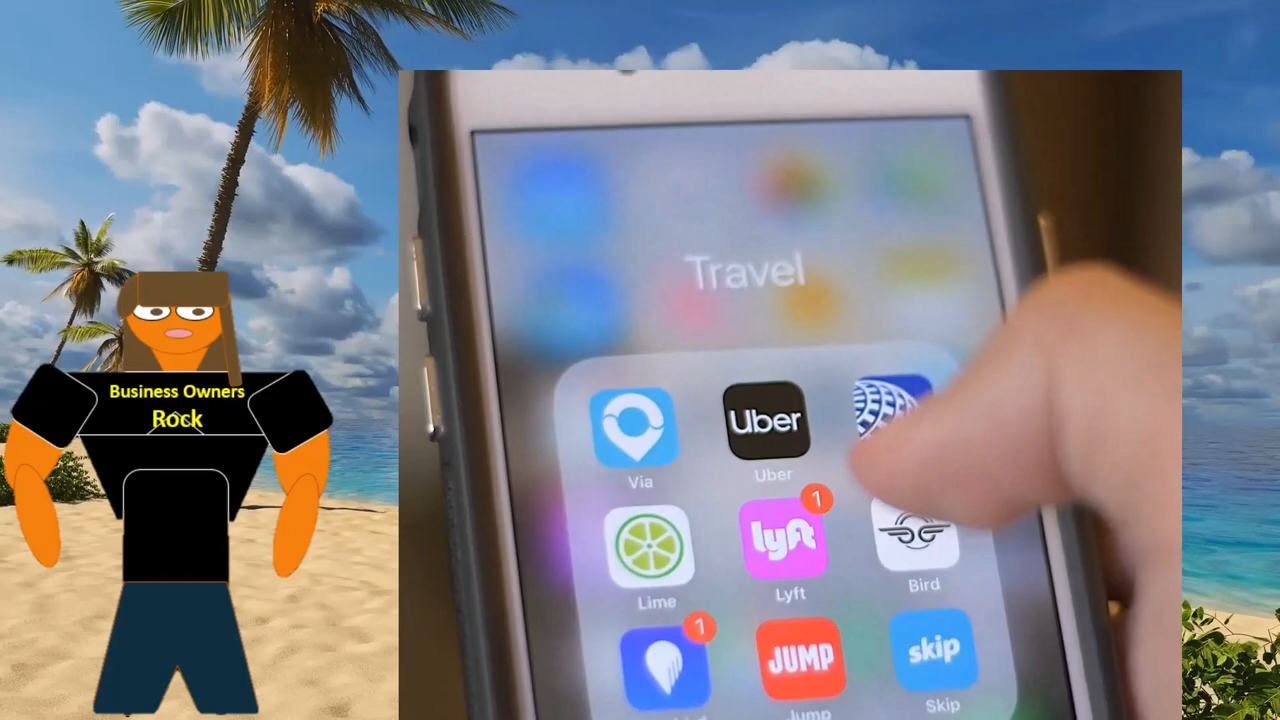 Business Owners
Rock
Travel
Uber
Via
Uber
1
lyft
Lime
Lyft
Bird
1
JUMP
skip
Jump
Skip